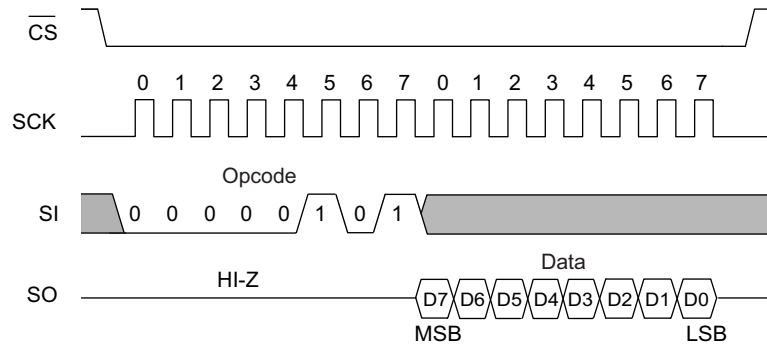 CS
0 1 2 3 4 5 6 7 0 1 2 3 4 5 6 7
SCK
Opcode
SI 0 0 0 0 0 1 0 1
Data
HI-Z
SO D7 D6 D5 D4 D3 D2 D1 D0
MSB LSB